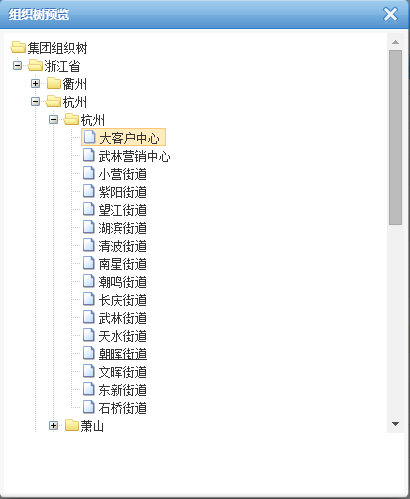 组织树预览
集团组织树
浙江省
衢州
杭州
杭州
大客户中心
武林营销中心
小营街道
紫阳街道
望江街道
湖滨街道
清波街道
南星街道
潮鸣街道
长庆街道
武林街道
天水街道
朝晖街道
文晖街道
东新街道
石桥街道
萧山